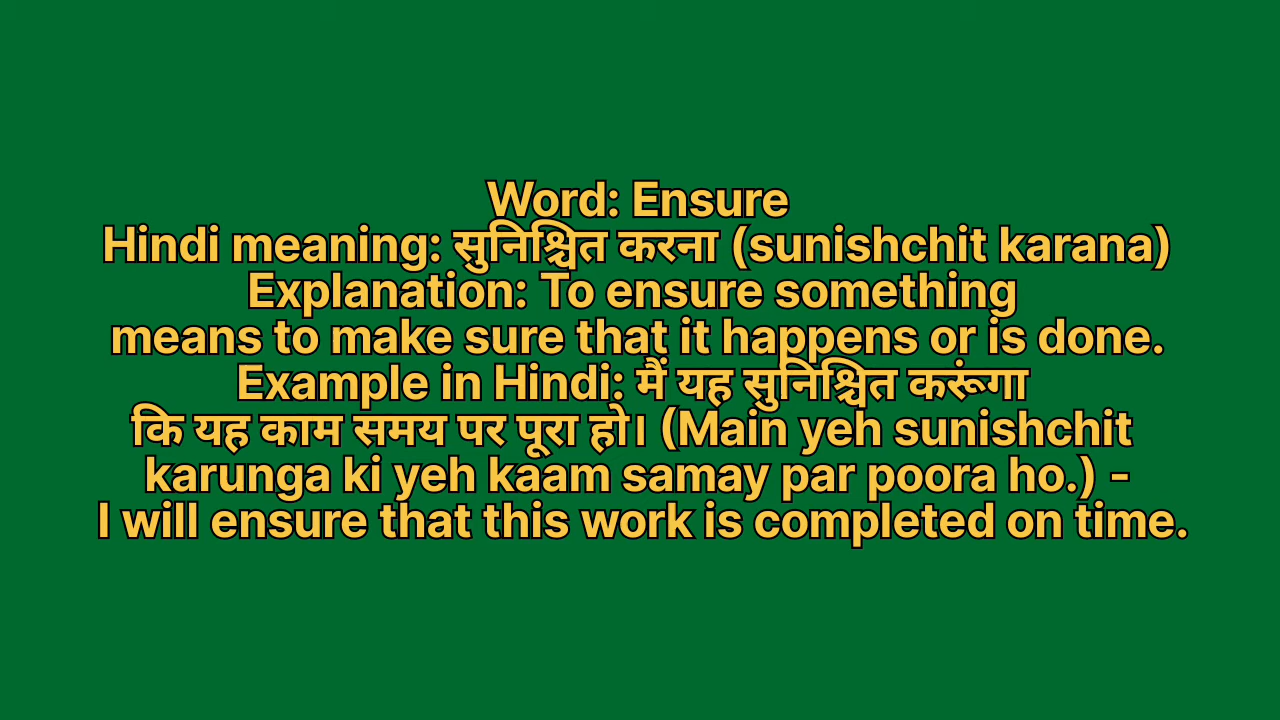 Word: Ensure
Hindi meaning: सुनिश्चित करना (sunishchit karana)
Explanation: To ensure something
means to make sure that it happens or is done.
Example in Hindi: मैं यह सुनिश्चित करूंगा
कि यह काम समय पर पूरा हो। (Main yeh sunishchit
karunga ki yeh kaam samay par poora ho.) -
I will ensure that this work is completed on time.